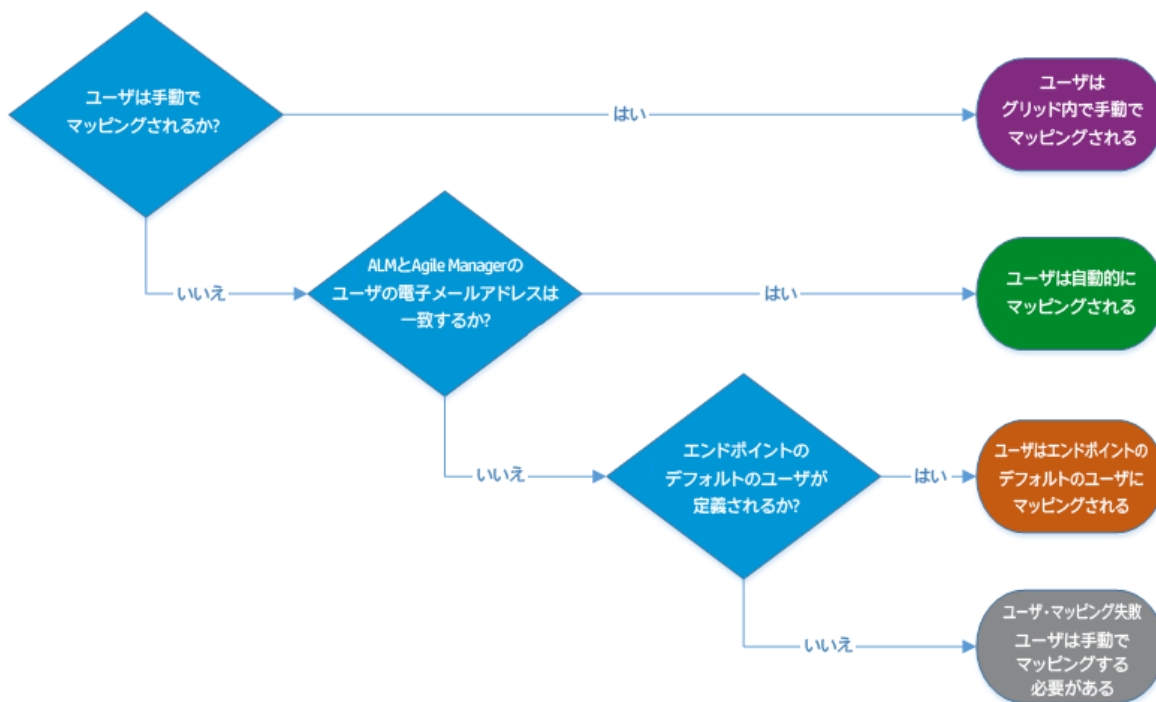 ユーザは手動で
マッピングされるか?
はい
ユーザは
グリッド内で手動で
マッピングされる
いいえ
ALMとAgile Managerの
ユーザの電子メールアドレスは
一致するか?
はい
ユーザは自動的に
マッピングされる
いいえ
エンドポイントの
デフォルトのユーザが
定義されるか?
はい
ユーザはエンドポイントの
デフォルトのユーザに
マッピングされる
いいえ
ユーザ・マッピング失敗
ユーザは手動で
マッピングする
必要がある